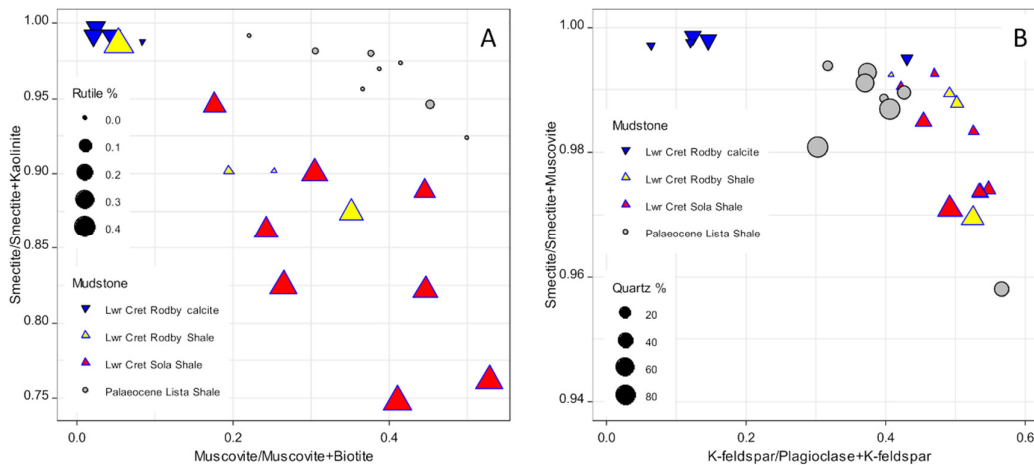 A
1.00
0.95
0.90
0.85
0.80
0.75
Smectite/Smectite+Kaolinite
Rutile %
0.0
0.1
0.2
0.3
0.4
Mudstone
Lwr Cret Rodby calcite
Lwr Cret Rodby Shale
Lwr Cret Sola Shale
Palaeocene Lista Shale
0.0
0.2
0.4
Muscovite/Muscovite+Biotite
B
1.00
0.98
0.96
0.94
Smectite/Smectite+Muscovite
Mudstone
Lwr Cret Rodby calcite
Lwr Cret Rodby Shale
Lwr Cret Sola Shale
Palaeocene Lista Shale
Quartz %
20
40
60
80
0.0
0.2
0.4
0.6
K-feldspar/Plagioclase+K-feldspar